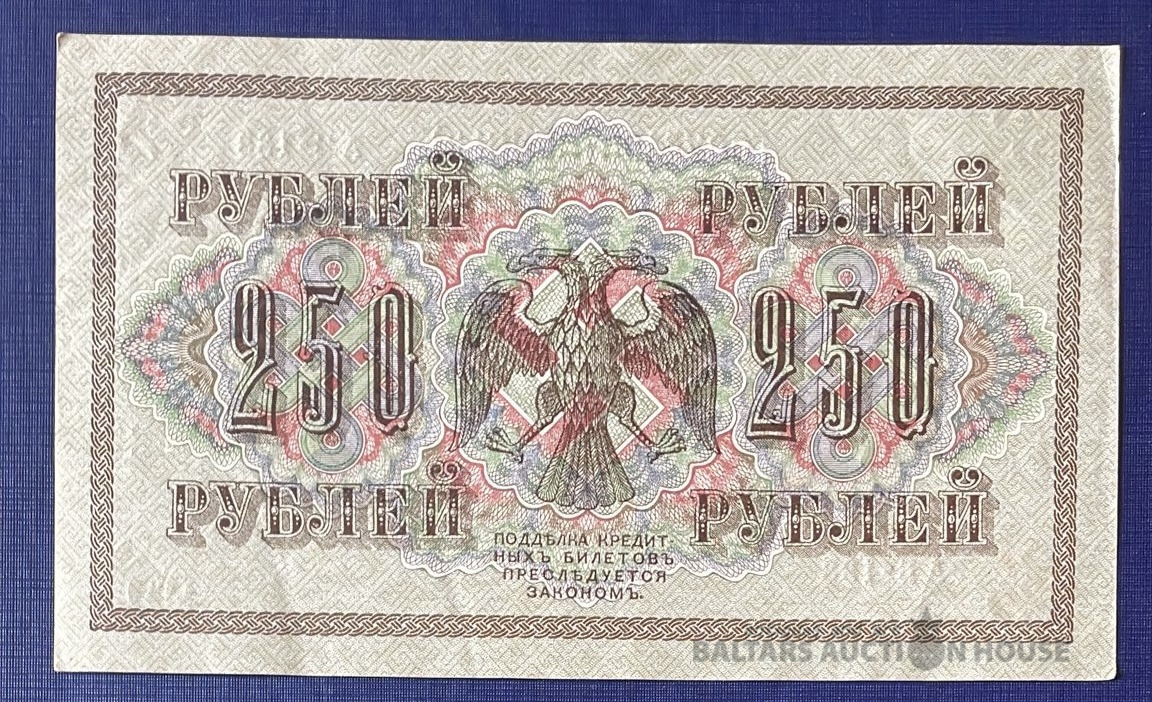 РУБЛЕЙ РУБЛЕЙ
250 250
РУБЛЕЙ РУБЛЕЙ
ПОДДѢЛКА КРЕДИТ-
НЫХЪ БИЛЕТОВЪ
ПРЕСЛѢДУЕТСЯ
ЗАКОНОМЪ.
BALTARS AUCTION HOUSE